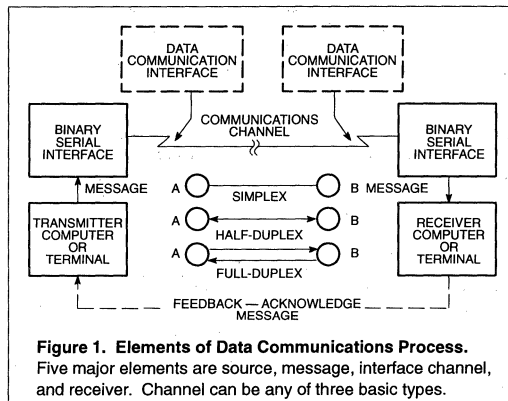 DATA
COMMUNICATION
INTERFACE
DATA
COMMUNICATION
INTERFACE
BINARY
SERIAL
INTERFACE
COMMUNICATIONS
CHANNEL
BINARY
SERIAL
INTERFACE
MESSAGE
A
SIMPLEX
B
MESSAGE
TRANSMITTER
COMPUTER
OR
TERMINAL
A
HALF-DUPLEX
B
A
FULL-DUPLEX
B
RECEIVER
COMPUTER
OR
TERMINAL
FEEDBACK — ACKNOWLEDGE
MESSAGE
Figure 1. Elements of Data Communications Process.
Five major elements are source, message, interface channel,
and receiver. Channel can be any of three basic types.